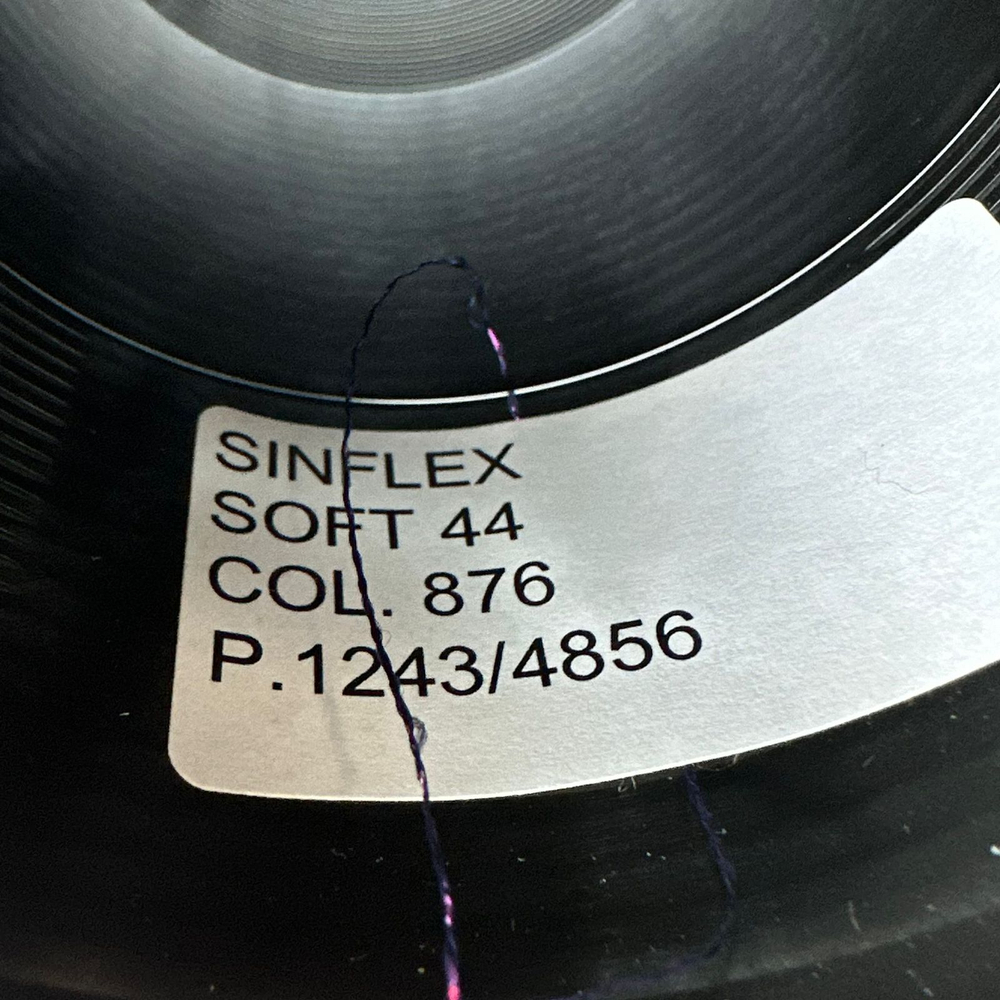 SINFLEX
SOFT 44
COL. 876
P.1243/4856